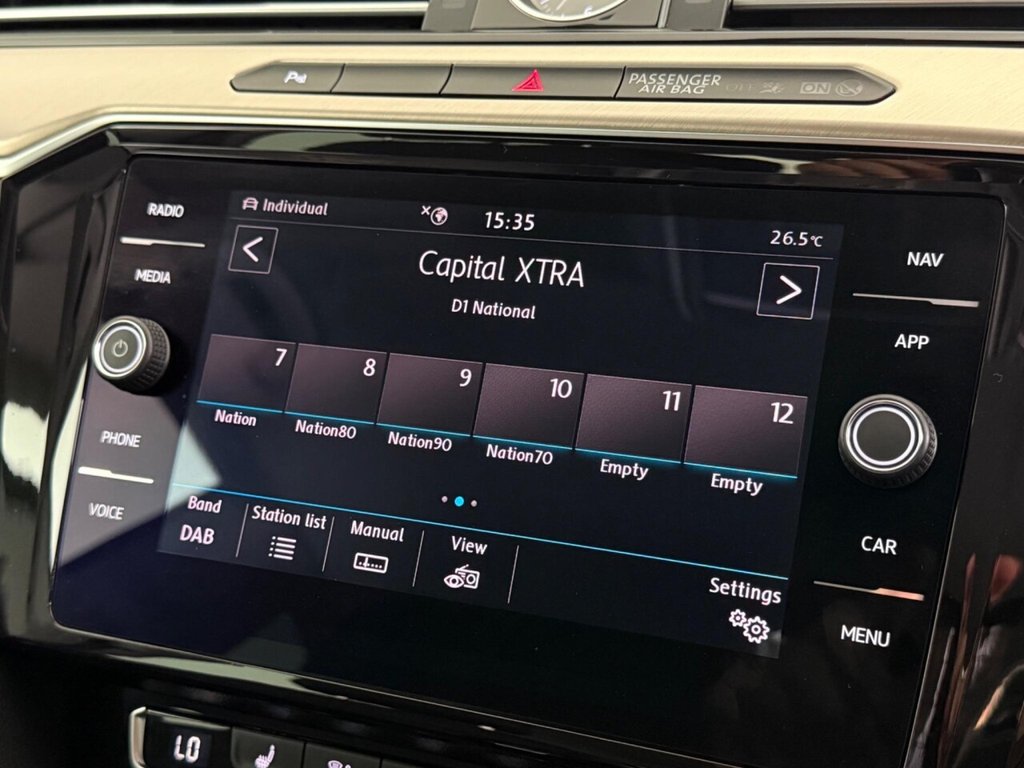 P
PASSENGER
AIR BAG OFF ON
RADIO
MEDIA
PHONE
VOICE
Individual 15:35 26.5°C
<
Capital XTRA
>
D1 National
7 8 9 10 11 12
Nation Nation80 Nation90 Nation70 Empty Empty
Band Station list Manual View Settings
DAB
NAV
APP
CAR
MENU
LO